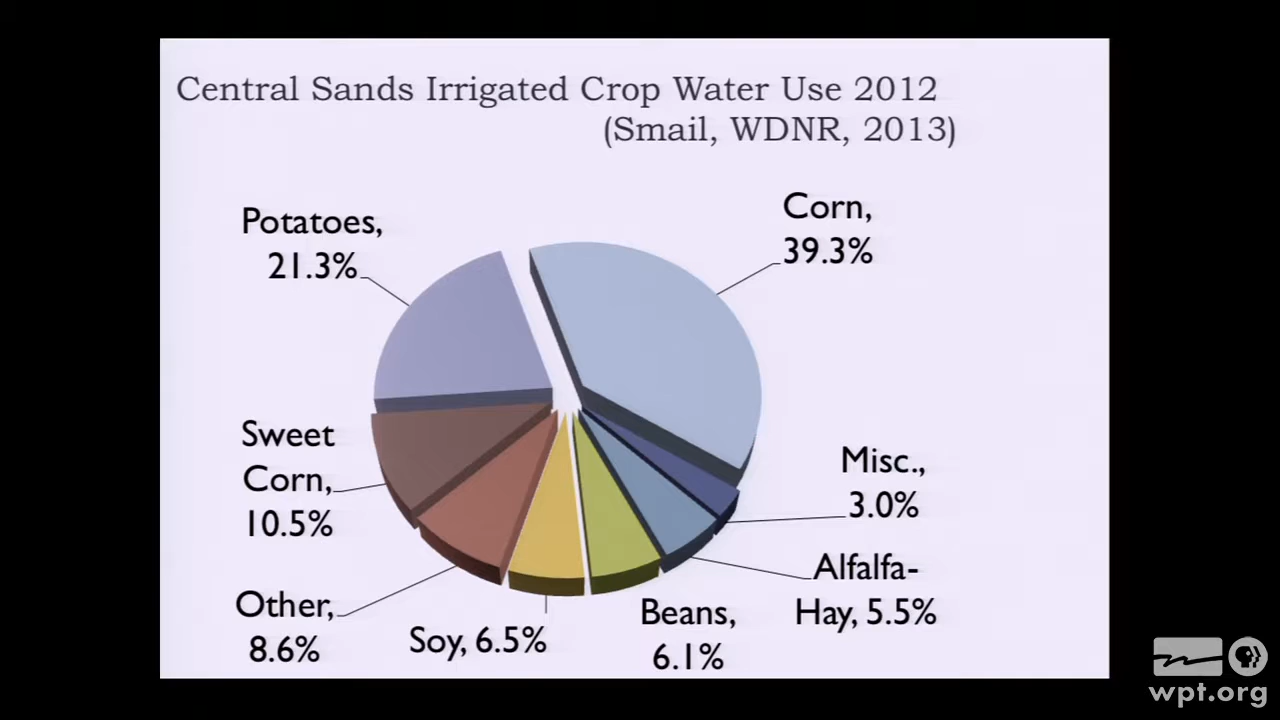 Central Sands Irrigated Crop Water Use 2012
(Smail, WDNR, 2013)
Corn,
39.3%
Potatoes,
21.3%
Sweet
Corn,
10.5%
Misc.,
3.0%
Alfalfa-
Hay, 5.5%
Other,
8.6%
Soy, 6.5%
Beans,
6.1%
PBS
wpt.org